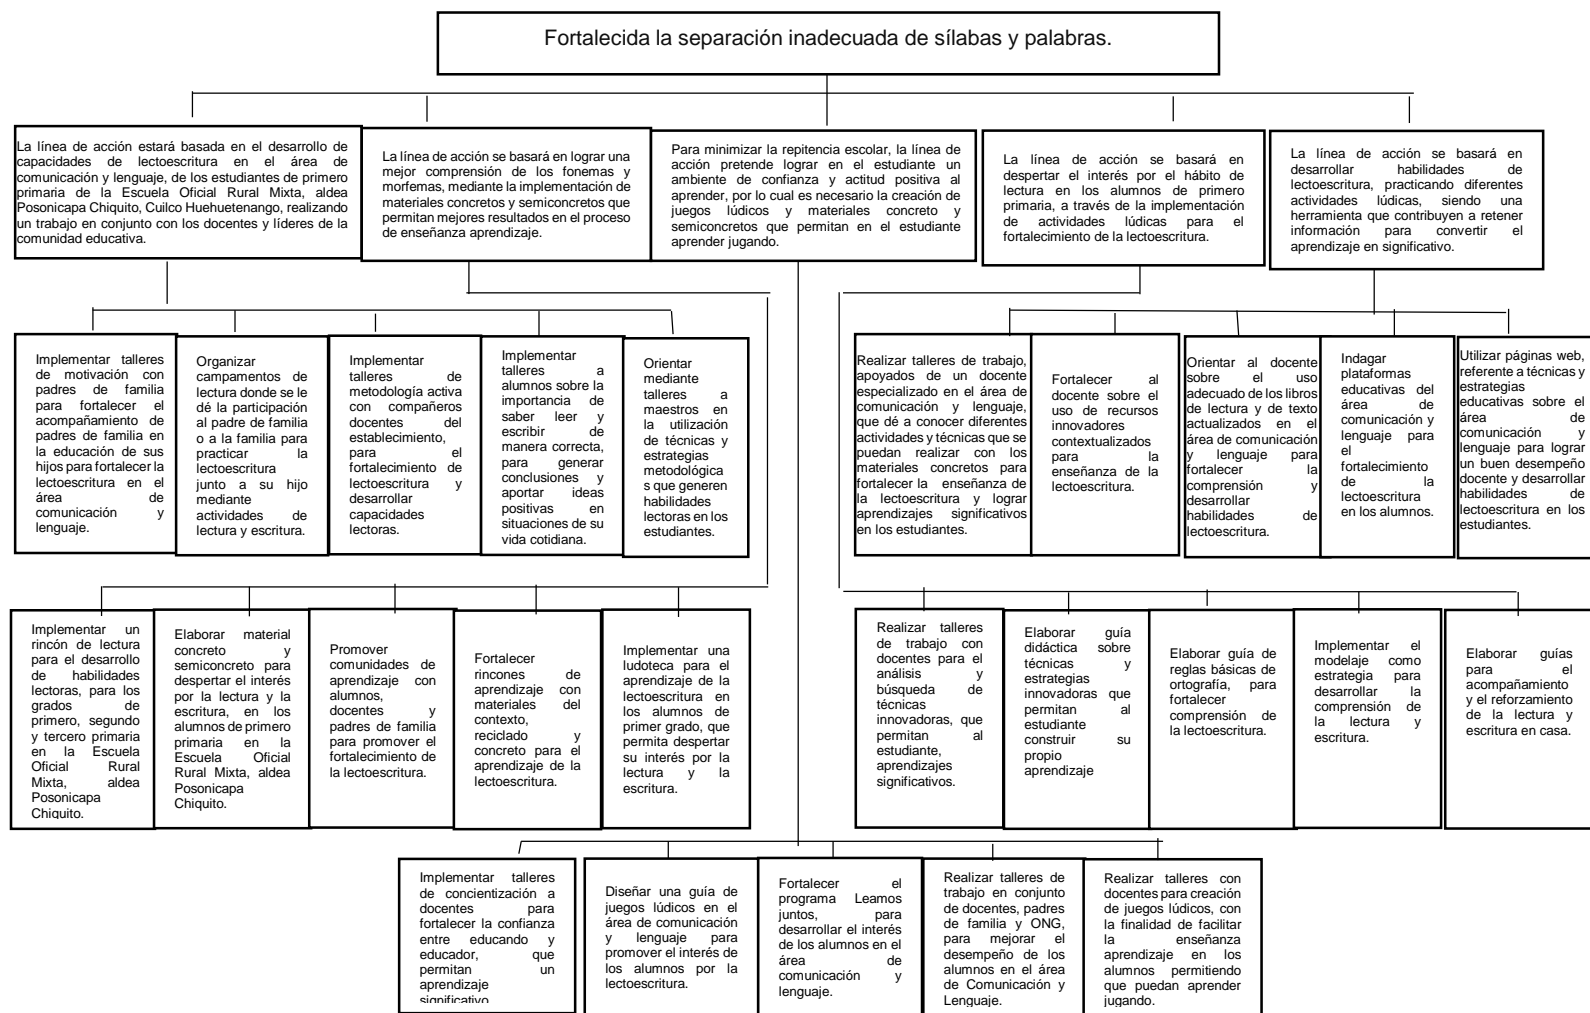 Fortalecida la separación inadecuada de sílabas y palabras.
La línea de acción estará basada en el desarrollo de
capacidades de lectoescritura en el área de
comunicación y lenguaje, de los estudiantes de primero
primaria de la Escuela Oficial Rural Mixta, aldea
Posonicapa Chiquito, Cuilco Huehuetenango, realizando
un trabajo en conjunto con los docentes y líderes de la
comunidad educativa.
La línea de acción se basará en lograr una
mejor comprensión de los fonemas y
morfemas, mediante la implementación de
materiales concretos y semiconcretos que
permitan mejores resultados en el proceso
de enseñanza aprendizaje.
Para minimizar la repitencia escolar, la línea de
acción pretende lograr en el estudiante un
ambiente de confianza y actitud positiva al
aprender, por lo cual es necesario la creación de
juegos lúdicos y materiales concreto y
semiconcretos que permitan en el estudiante
aprender jugando.
La línea de acción se basará en
despertar el interés por el hábito de
lectura en los alumnos de primero
primaria, a través de la implementación
de actividades lúdicas para el
fortalecimiento de la lectoescritura.
La línea de acción se basará en
desarrollar habilidades de
lectoescritura, practicando diferentes
actividades lúdicas, siendo una
herramienta que contribuyen a retener
información para convertir el
aprendizaje en significativo.
Implementar talleres
de motivación con
padres de familia
para fortalecer el
acompañamiento de
padres de familia en
la educación de sus
hijos para fortalecer la
lectoescritura en el
área de
comunicación y
lenguaje.
Organizar
campamentos de
lectura donde se le
dé la participación
al padre de familia
o a la familia para
practicar la
lectoescritura
junto a su hijo
mediante
actividades de
lectura y escritura.
Implementar
talleres de
metodología activa
con compañeros
docentes del
establecimiento,
para el
fortalecimiento de
lectoescritura y
desarrollar
capacidades
lectoras.
Implementar
talleres a
alumnos sobre la
importancia de
saber leer y
escribir de
manera correcta,
para generar
conclusiones y
aportar ideas
positivas en
situaciones de su
vida cotidiana.
Orientar
mediante
talleres a
maestros en
la utilización
de técnicas y
estrategias
metodológica
s que generen
habilidades
lectoras en los
estudiantes.
Realizar talleres de trabajo,
apoyados de un docente
especializado en el área de
comunicación y lenguaje,
que dé a conocer diferentes
actividades y técnicas que se
puedan realizar con los
materiales concretos para
fortalecer la enseñanza de
la lectoescritura y lograr
aprendizajes significativos
en los estudiantes.
Fortalecer al
docente sobre el
uso de recursos
innovadores
contextualizados
para la
enseñanza de la
lectoescritura.
Orientar al docente
sobre el uso
adecuado de los libros
de lectura y de texto
actualizados en el
área de comunicación
y lenguaje para
fortalecer la
comprensión y
desarrollar
habilidades de
lectoescritura.
Indagar
plataformas
educativas del
área de
comunicación y
lenguaje para
el
fortalecimiento
de la
lectoescritura
en los alumnos.
Utilizar páginas web,
referente a técnicas y
estrategias
educativas sobre el
área de
comunicación y
lenguaje para lograr
un buen desempeño
docente y desarrollar
habilidades de
lectoescritura en los
estudiantes.
Implementar un
rincón de lectura
para el desarrollo
de habilidades
lectoras, para los
grados de
primero, segundo
y tercero primaria
en la Escuela
Oficial Rural
Mixta, aldea
Posonicapa
Chiquito.
Elaborar material
concreto y
semiconcreto para
despertar el interés
por la lectura y la
escritura, en los
alumnos de primero
primaria en la
Escuela Oficial
Rural Mixta, aldea
Posonicapa
Chiquito.
Promover
comunidades de
aprendizaje con
alumnos,
docentes y
padres de familia
para promover el
fortalecimiento de
la lectoescritura.
Fortalecer
rincones de
aprendizaje con
materiales del
contexto,
reciclado y
concreto para el
aprendizaje de la
lectoescritura.
Implementar una
ludoteca para el
aprendizaje de la
lectoescritura en
los alumnos de
primer grado, que
permita despertar
su interés por la
lectura y la
escritura.
Realizar talleres
de trabajo con
docentes para el
análisis y
búsqueda de
técnicas
innovadoras, que
permitan al
estudiante,
aprendizajes
significativos.
Elaborar guía
didáctica sobre
técnicas y
estrategias
innovadoras que
permitan al
estudiante
construir su
propio
aprendizaje
Elaborar guía de
reglas básicas de
ortografía, para
fortalecer
comprensión de
la lectoescritura.
Implementar el
modelaje como
estrategia para
desarrollar la
comprensión de
la lectura y
escritura.
Elaborar guías
para el
acompañamiento
y el reforzamiento
de la lectura y
escritura en casa.
Implementar talleres
de concientización a
docentes para
fortalecer la confianza
entre educando y
educador, que
permitan un
aprendizaje
significativo
Diseñar una guía de
juegos lúdicos en el
área de comunicación
y lenguaje para
promover el interés de
los alumnos por la
lectoescritura.
Fortalecer el
programa Leamos
juntos, para
desarrollar el interés
de los alumnos en el
área de
comunicación y
lenguaje.
Realizar talleres de
trabajo en conjunto
de docentes, padres
de familia y ONG,
para mejorar el
desempeño de los
alumnos en el área
de Comunicación y
Lenguaje.
Realizar talleres con
docentes para creación
de juegos lúdicos, con
la finalidad de facilitar
la enseñanza
aprendizaje en los
alumnos permitiendo
que puedan aprender
jugando.